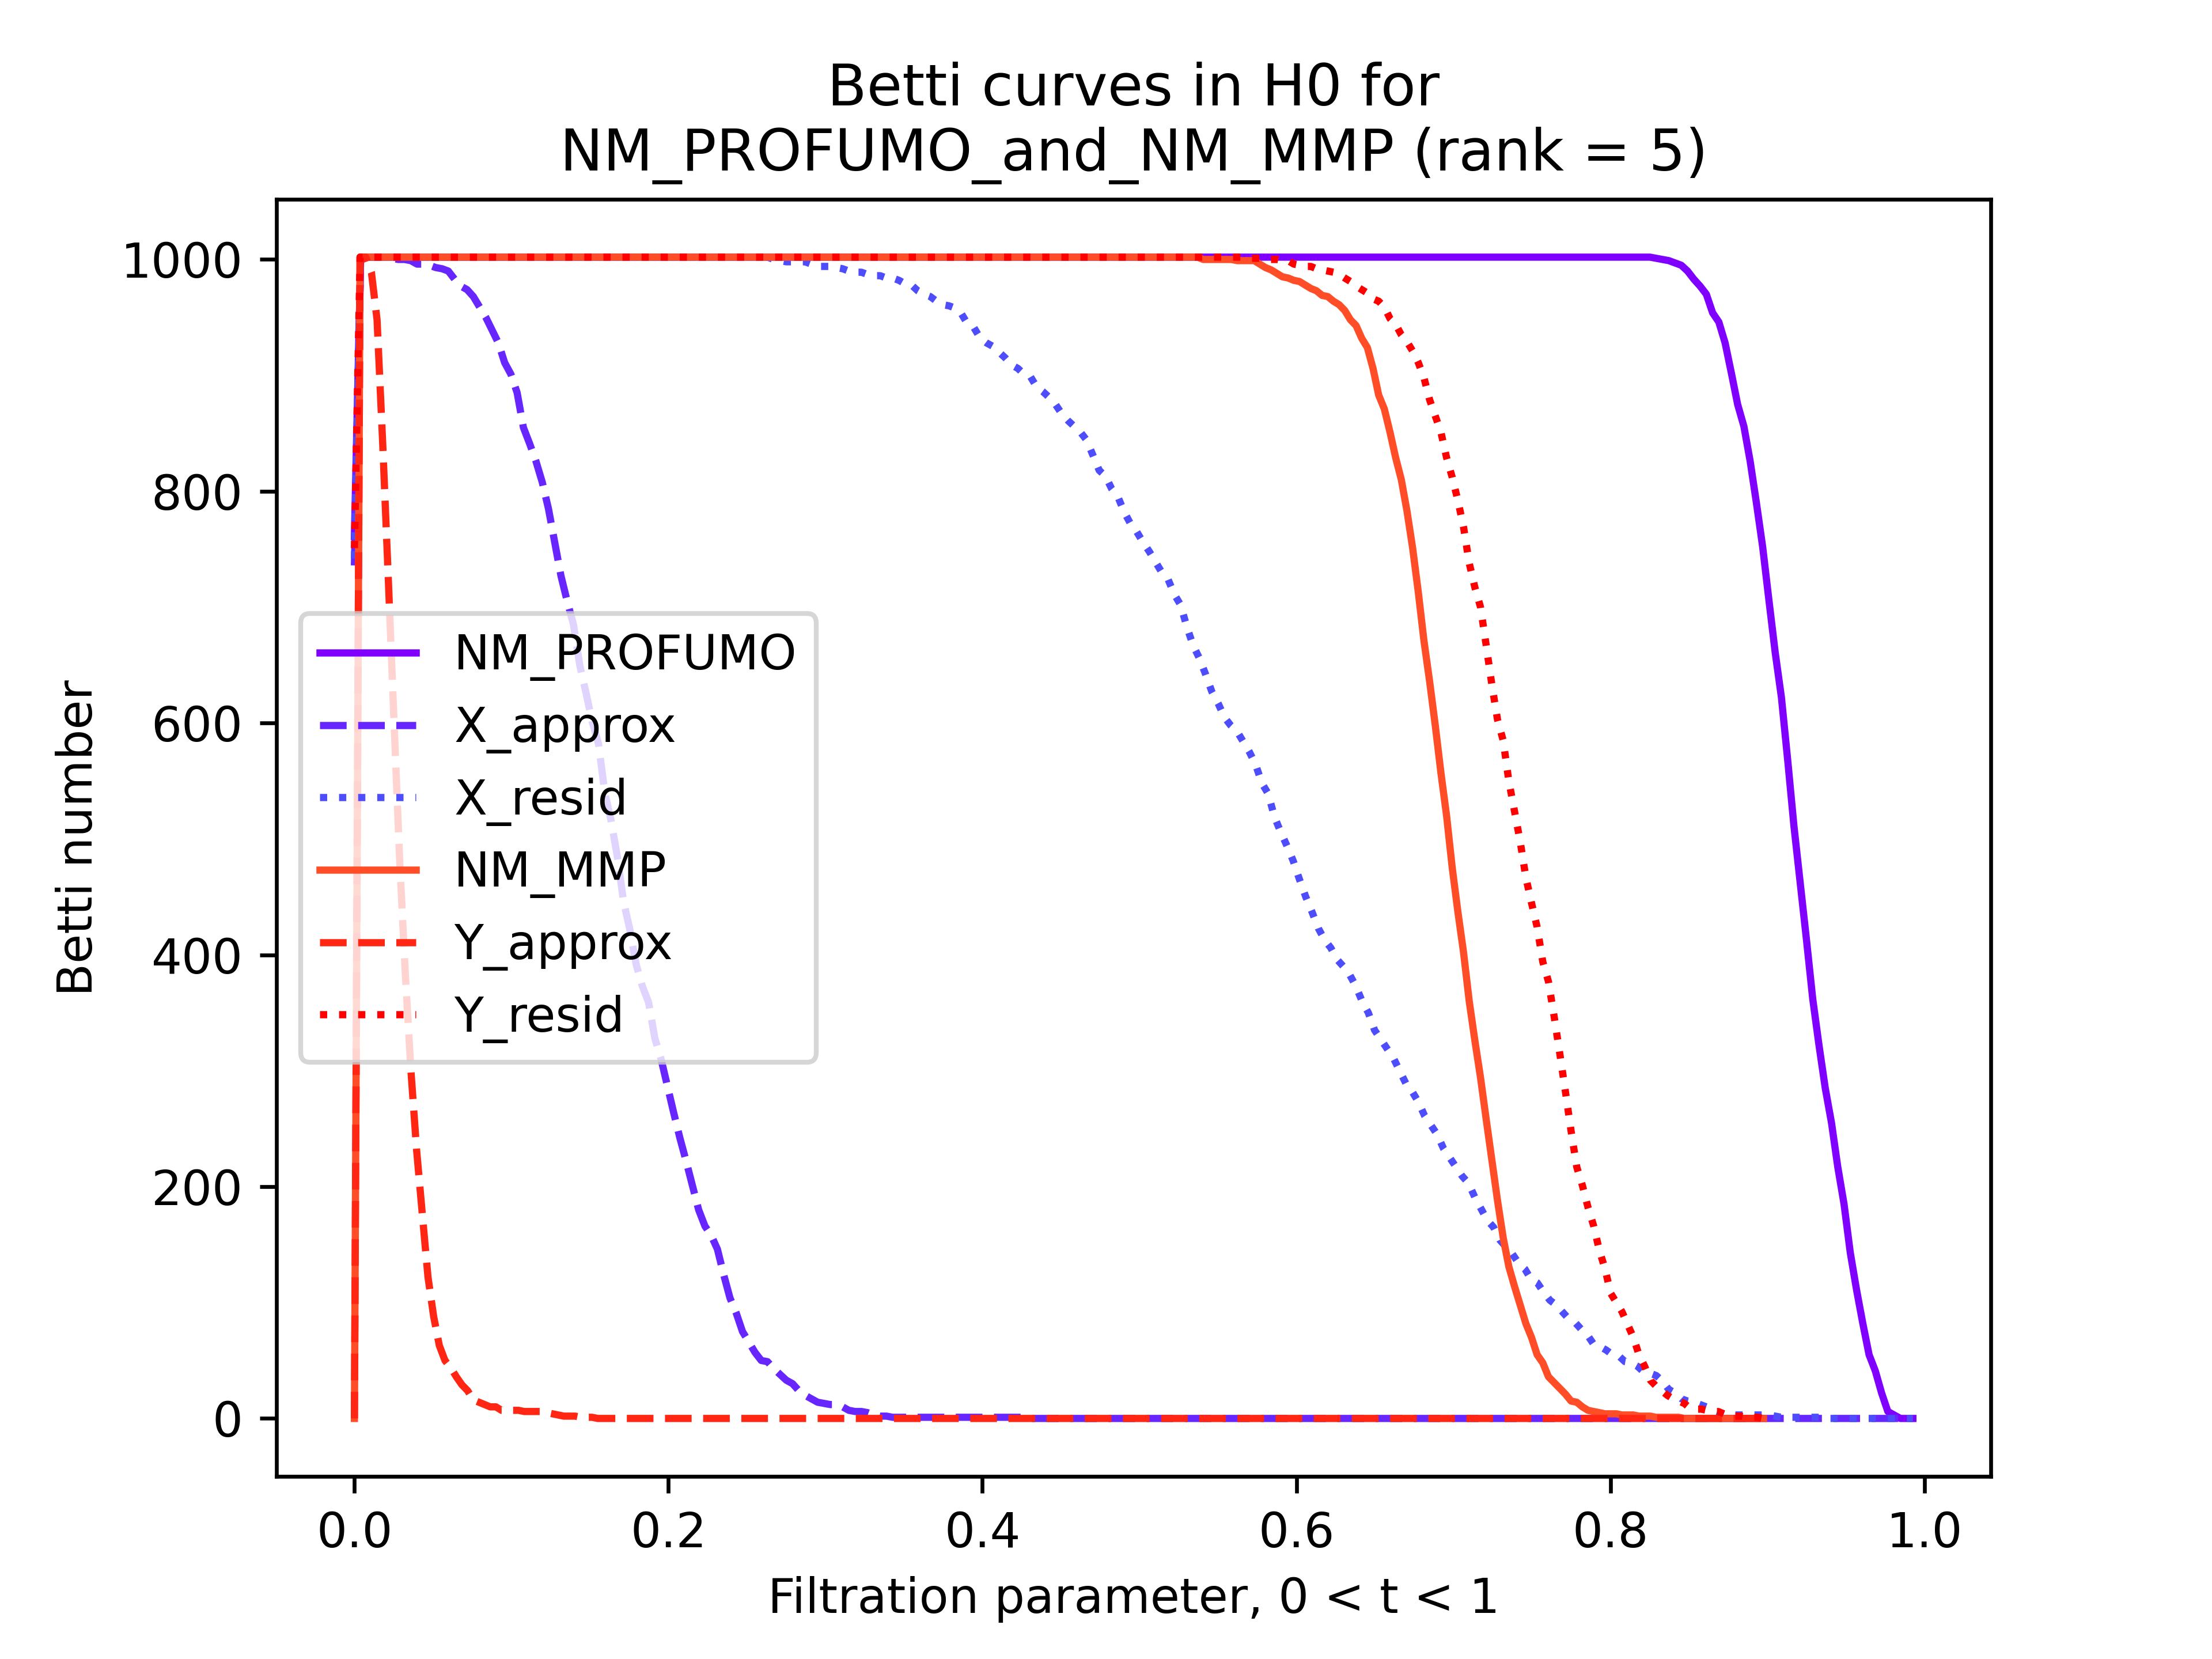 Betti curves in H0 for
NM_PROFUMO_and_NM_MMP (rank = 5)
Betti number
1000
800
600
400
200
0
NM_PROFUMO
X_approx
X_resid
NM_MMP
Y_approx
Y_resid
0.0 0.2 0.4 0.6 0.8 1.0
Filtration parameter, 0 < t < 1